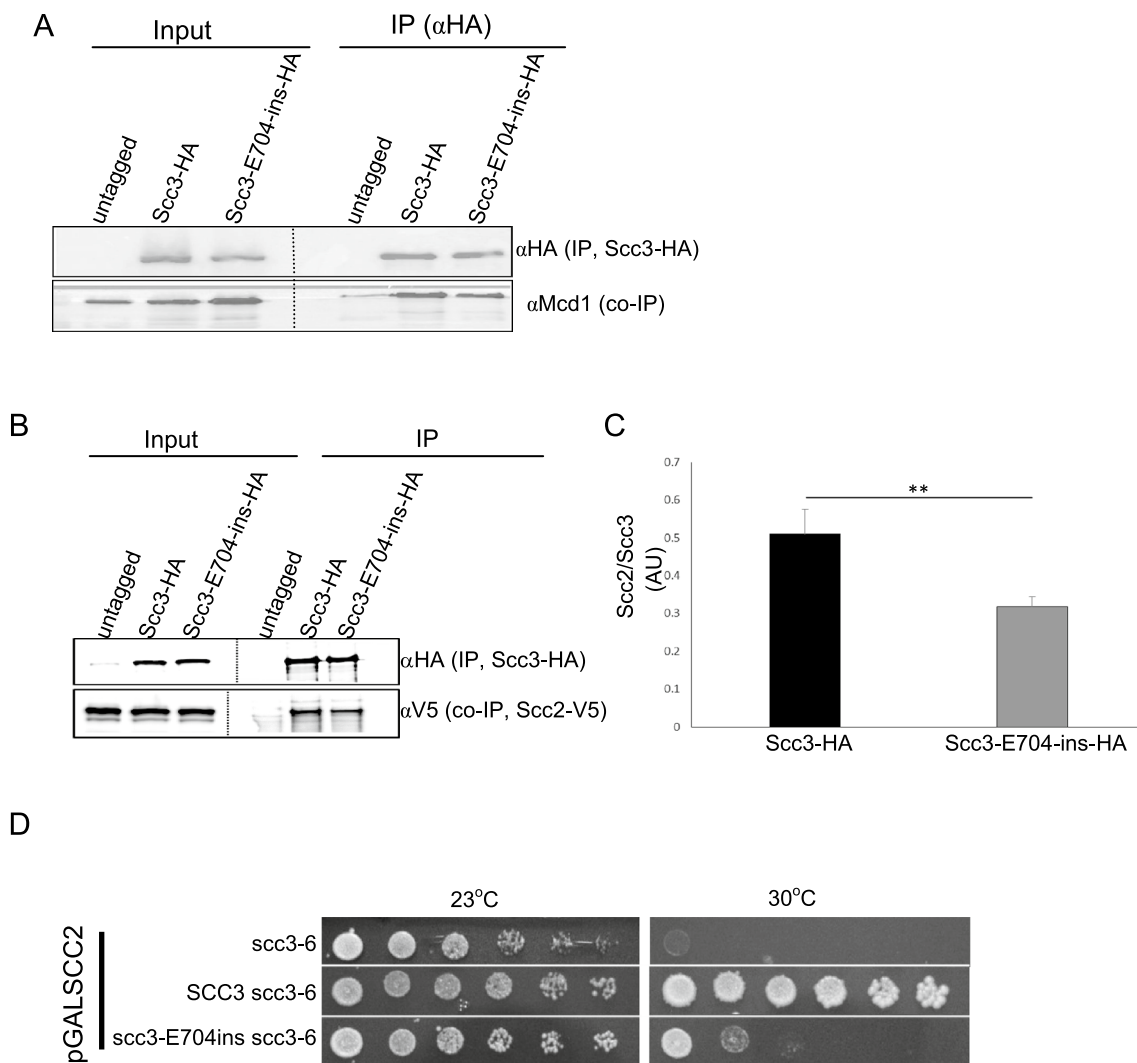 A
Input
IP (αHA)
untagged
Scc3-HA
Scc3-E704-ins-HA
untagged
Scc3-HA
Scc3-E704-ins-HA
αHA (IP, Scc3-HA)
αMcd1 (co-IP)
B
Input
IP
untagged
Scc3-HA
Scc3-E704-ins-HA
untagged
Scc3-HA
Scc3-E704-ins-HA
αHA (IP, Scc3-HA)
αV5 (co-IP, Scc2-V5)
C
Scc2/Scc3
(AU)
0.7
0.6
0.5
0.4
0.3
0.2
0.1
0
**
Scc3-HA
Scc3-E704-ins-HA
D
23°C
30°C
pGALSCC2
scc3-6
SCC3 scc3-6
scc3-E704ins scc3-6